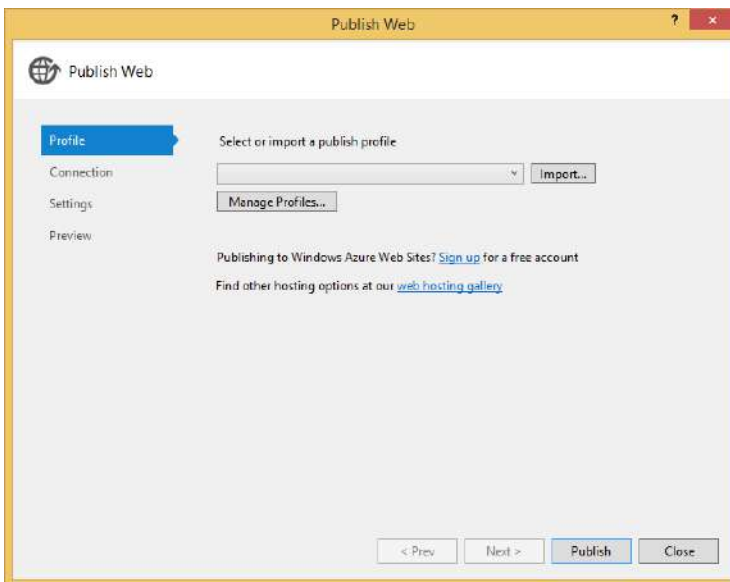 Publish Web
?
Publish Web
Profile
Connection
Settings
Preview
Select or import a publish profile
Import...
Manage Profiles...
Publishing to Windows Azure Web Sites? Sign up for a free account
Find other hosting options at our web hosting gallery
< Prev
Next >
Publish
Close